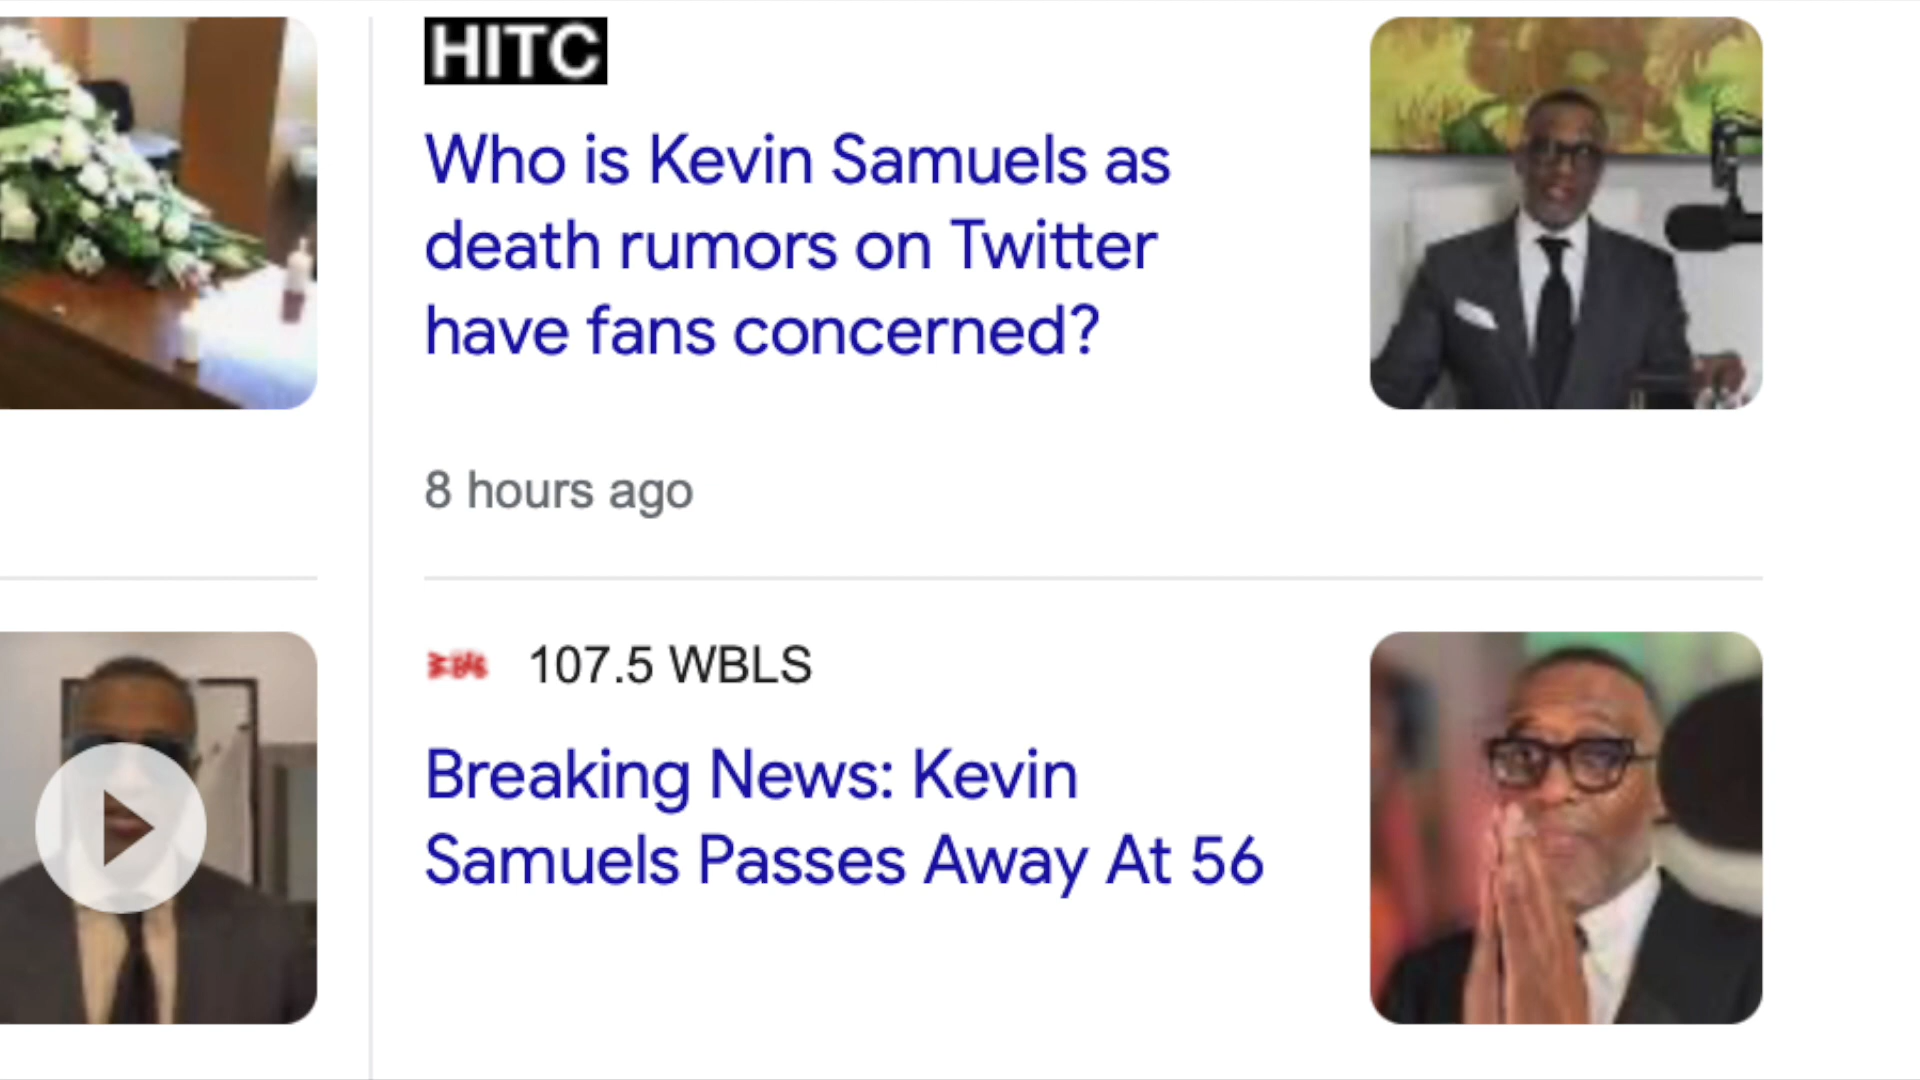 HITC
Who is Kevin Samuels as
death rumors on Twitter
have fans concerned?
8 hours ago
107.5 WBLS
Breaking News: Kevin
Samuels Passes Away At 56